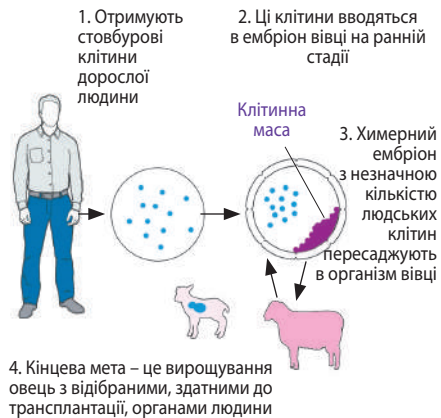 1. Отримують
стовбурові
клітини
дорослої
людини
2. Ці клітини вводяться
в ембріон вівці на ранній
стадії
Клітинна
маса
3. Химерний
ембріон
з незначною
кількістю
людських
клітин
пересаджують
в організм вівці
4. Кінцева мета – це вирощування
овець з відібраними, здатними до
трансплантації, органами людини